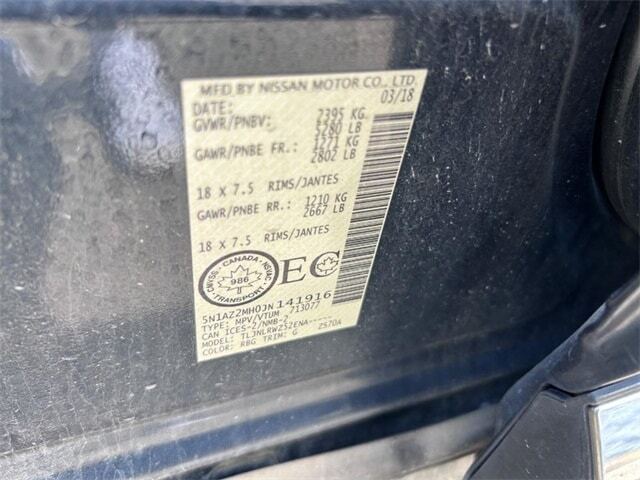 MFD BY NISSAN MOTOR CO., LTD.
DATE: 03/18
GVWR/PNBV: 2395 KG
5280 LB
GAWR/PNBE FR.: 1271 KG
2802 LB
18 X 7.5 RIMS/JANTES
GAWR/PNBE RR.: 1210 KG
2667 LB
18 X 7.5 RIMS/JANTES
CANADA
986
EC
5N1AZ2MH0JN141916
TYPE: MPV/VTUM 713077
CAN ICES-2/NMB-2
MODEL: TLJNLRWZ52ENA-----
COLOR: RBG TRIM: G Z570A